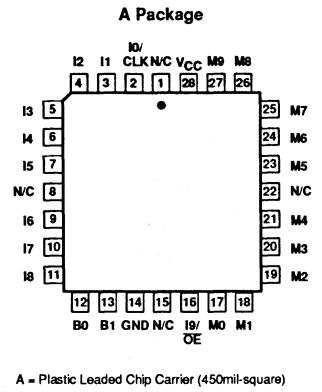 A Package
I0/
I2 I1 CLK N/C VCC M9 M8
4 3 2 1 28 27 26
I3 5 25 M7
I4 6 24 M6
I5 7 23 M5
N/C 8 22 N/C
I6 9 21 M4
I7 10 20 M3
I8 11 19 M2
12 13 14 15 16 17 18
B0 B1 GND N/C I9/ M0 M1
OE
A = Plastic Leaded Chip Carrier (450mil-square)